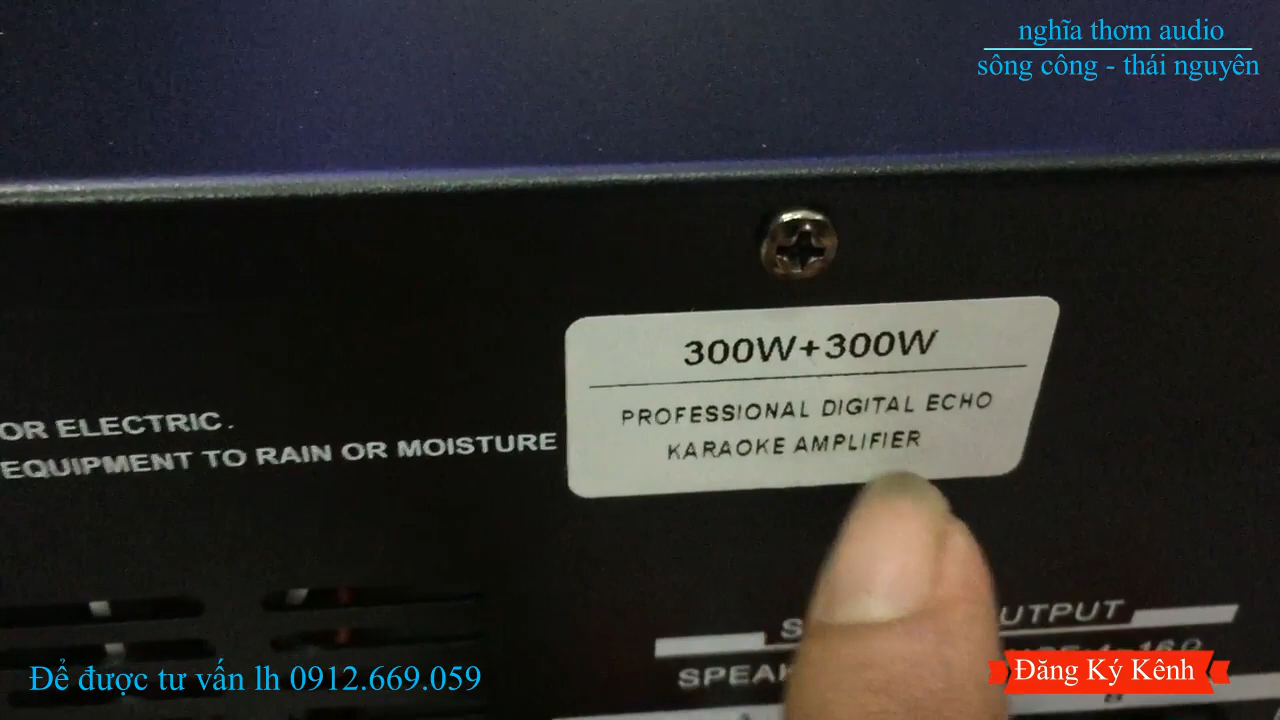 nghĩa thơm audio
sông công - thái nguyên
300W+300W
PROFESSIONAL DIGITAL ECHO
KARAOKE AMPLIFIER
OR ELECTRIC.
EQUIPMENT TO RAIN OR MOISTURE
Để được tư vấn lh 0912.669.059
Đăng Ký Kênh